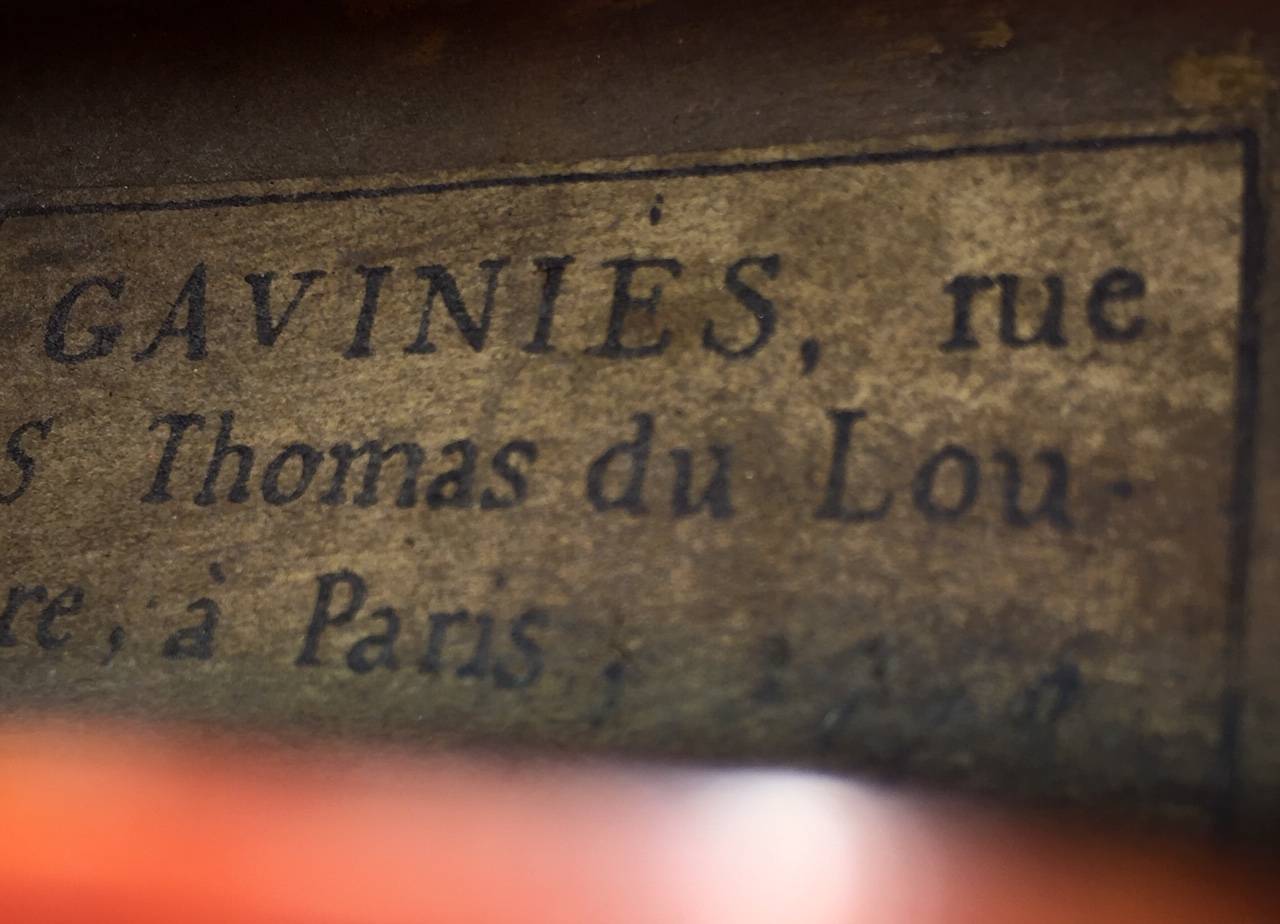 GAVINIÉS, rue
S Thomas du Lou-
re, à Paris,